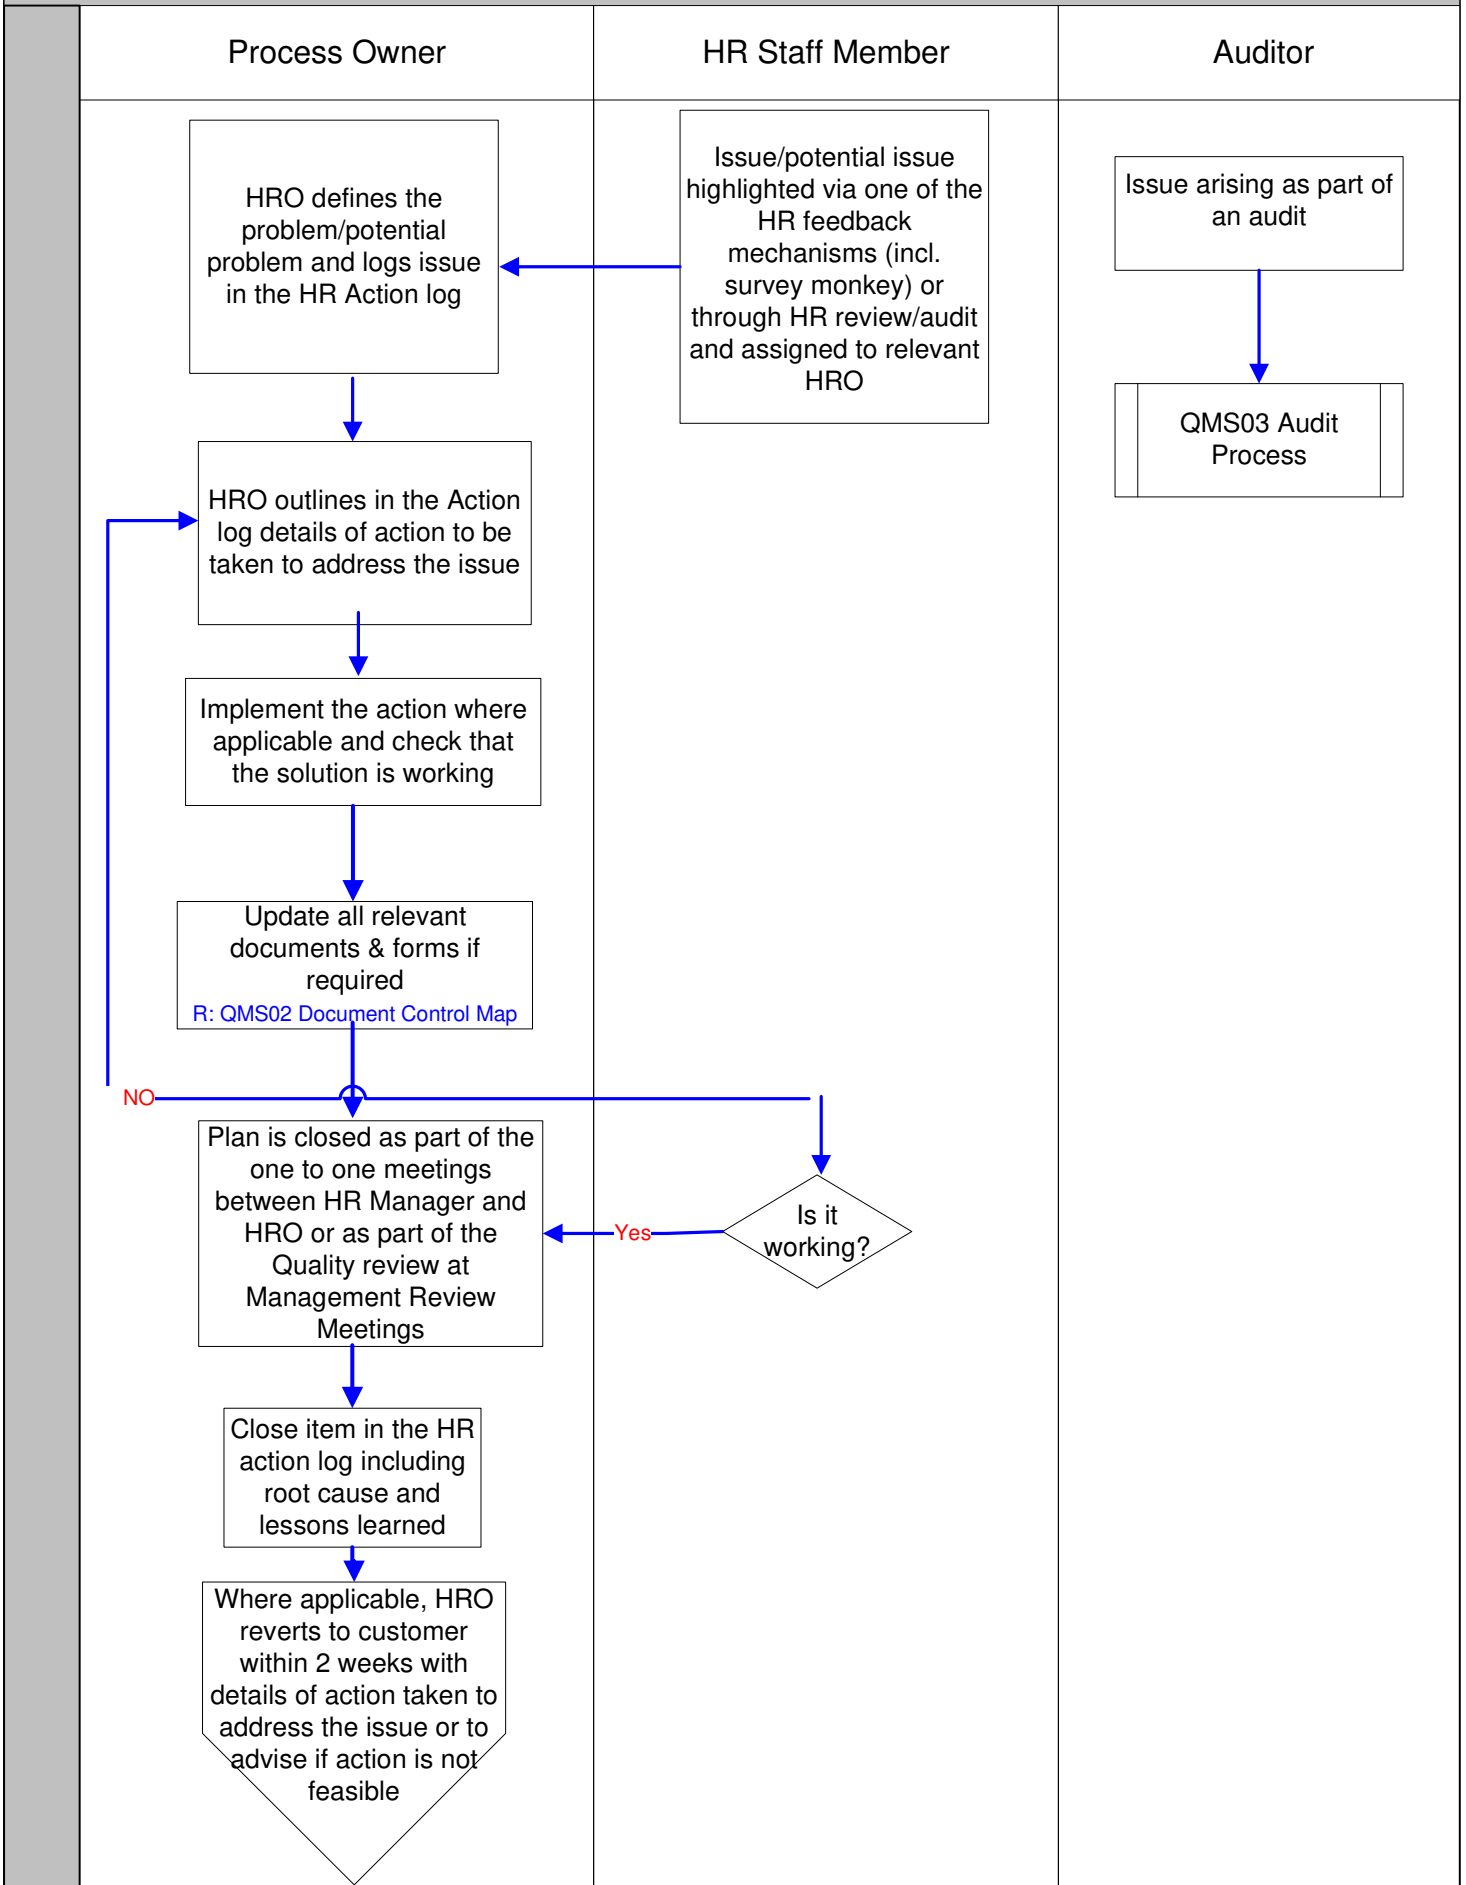 Process Owner
HR Staff Member
Auditor
HRO defines the
problem/potential
problem and logs issue
in the HR Action log
Issue/potential issue
highlighted via one of the
HR feedback
mechanisms (incl.
survey monkey) or
through HR review/audit
and assigned to relevant
HRO
Issue arising as part of
an audit
QMS03 Audit
Process
HRO outlines in the Action
log details of action to be
taken to address the issue
Implement the action where
applicable and check that
the solution is working
Update all relevant
documents & forms if
required
R: QMS02 Document Control Map
NO
Plan is closed as part of the
one to one meetings
between HR Manager and
HRO or as part of the
Quality review at
Management Review
Meetings
Yes
Is it
working?
Close item in the HR
action log including
root cause and
lessons learned
Where applicable, HRO
reverts to customer
within 2 weeks with
details of action taken to
address the issue or to
advise if action is not
feasible